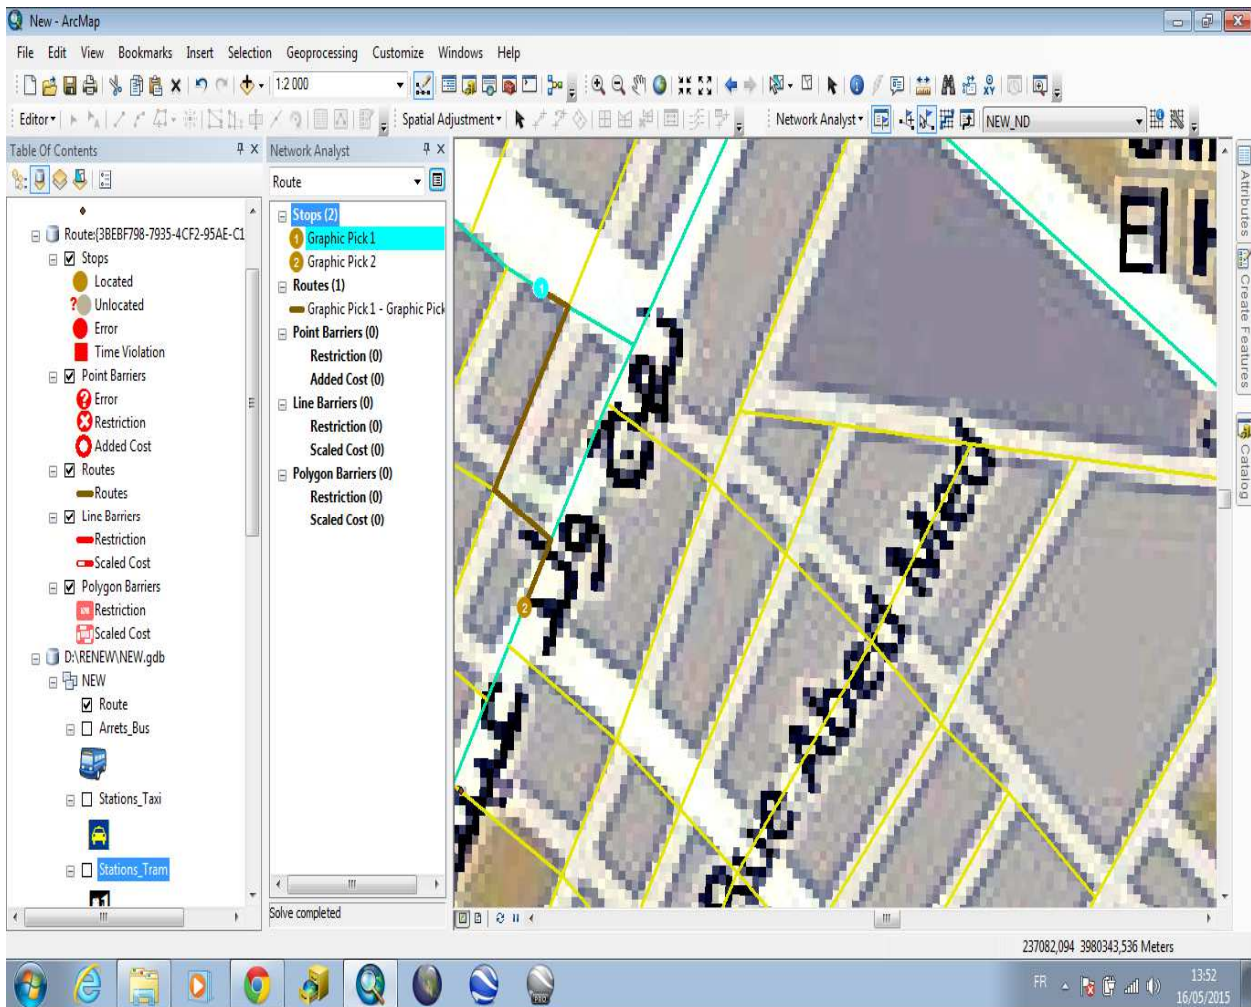 New - ArcMap
File Edit View Bookmarks Insert Selection Geoprocessing Customize Windows Help
1:2 000
Editor Spatial Adjustment Network Analyst NEW_ND
Table Of Contents
Route:{3BEBF798-7935-4CF2-95AE-C1
Stops
Located
? Unlocated
Error
Time Violation
Point Barriers
Error
Restriction
Added Cost
Routes
Routes
Line Barriers
Restriction
Scaled Cost
Polygon Barriers
Restriction
Scaled Cost
D:\RENEW\NEW.gdb
NEW
Route
Arrets_Bus
Stations_Taxi
Stations_Tram
Network Analyst
Route
Stops (2)
1 Graphic Pick 1
2 Graphic Pick 2
Routes (1)
Graphic Pick 1 - Graphic Pick
Point Barriers (0)
Restriction (0)
Added Cost (0)
Line Barriers (0)
Restriction (0)
Scaled Cost (0)
Polygon Barriers (0)
Restriction (0)
Scaled Cost (0)
Solve completed
1
2
El H
Attributes
Create Features
Catalog
237082,094 3980343,536 Meters
PRO
FR
13:52
16/05/2015